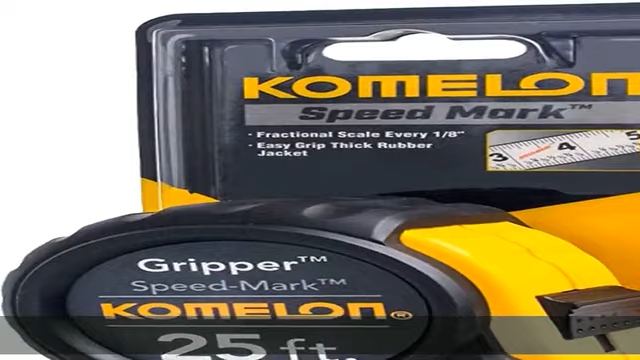 KOMELON
Speed Mark™
· Fractional Scale Every 1/8"
· Easy Grip Thick Rubber
Jacket
3 4 5
Gripper™
Speed-Mark™
KOMELON®
25 ft